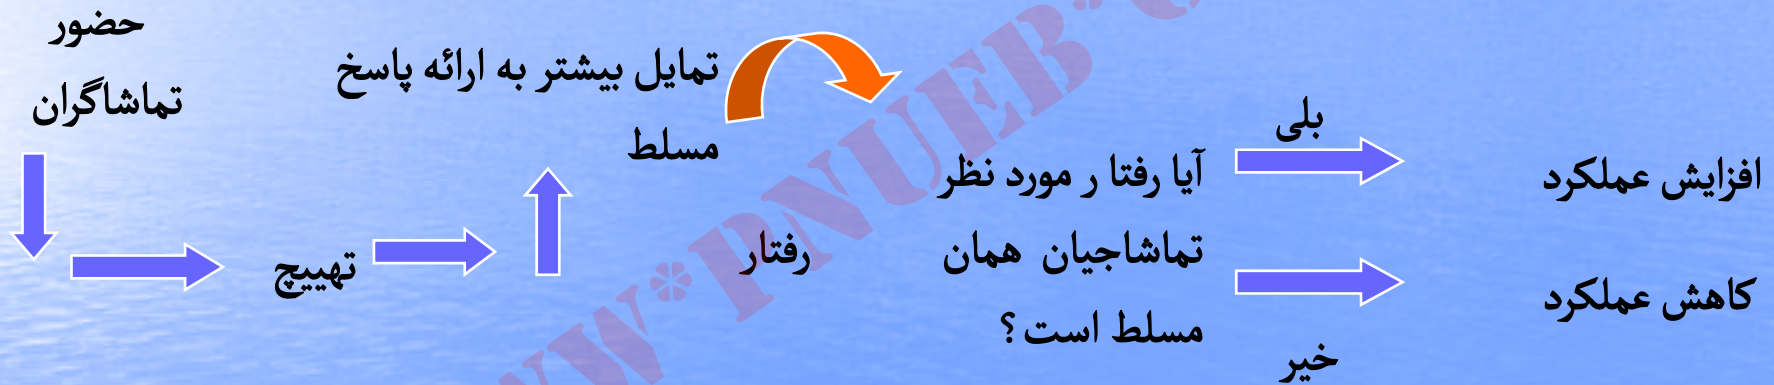 حضور
تماشاگران
تهییج
تمایل بیشتر به ارائه پاسخ
مسلط
آیا رفتا ر مورد نظر
تماشاجیان همان رفتار
مسلط است ؟
بلی
افزایش عملکرد
خیر
کاهش عملکرد